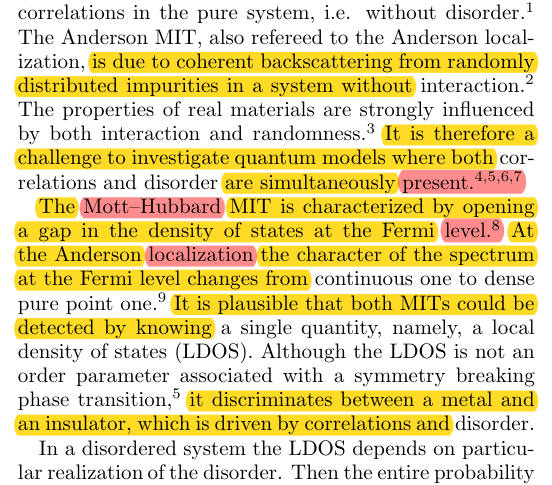 correlations in the pure system, i.e. without disorder.1
The Anderson MIT, also refereed to the Anderson local-
ization, is due to coherent backscattering from randomly
distributed impurities in a system without interaction.2
The properties of real materials are strongly influenced
by both interaction and randomness.3 It is therefore a
challenge to investigate quantum models where both cor-
relations and disorder are simultaneously present.4,5,6,7
The Mott–Hubbard MIT is characterized by opening
a gap in the density of states at the Fermi level.8 At
the Anderson localization the character of the spectrum
at the Fermi level changes from continuous one to dense
pure point one.9 It is plausible that both MITs could be
detected by knowing a single quantity, namely, a local
density of states (LDOS). Although the LDOS is not an
order parameter associated with a symmetry breaking
phase transition,5 it discriminates between a metal and
an insulator, which is driven by correlations and disorder.
In a disordered system the LDOS depends on particu-
lar realization of the disorder. Then the entire probability